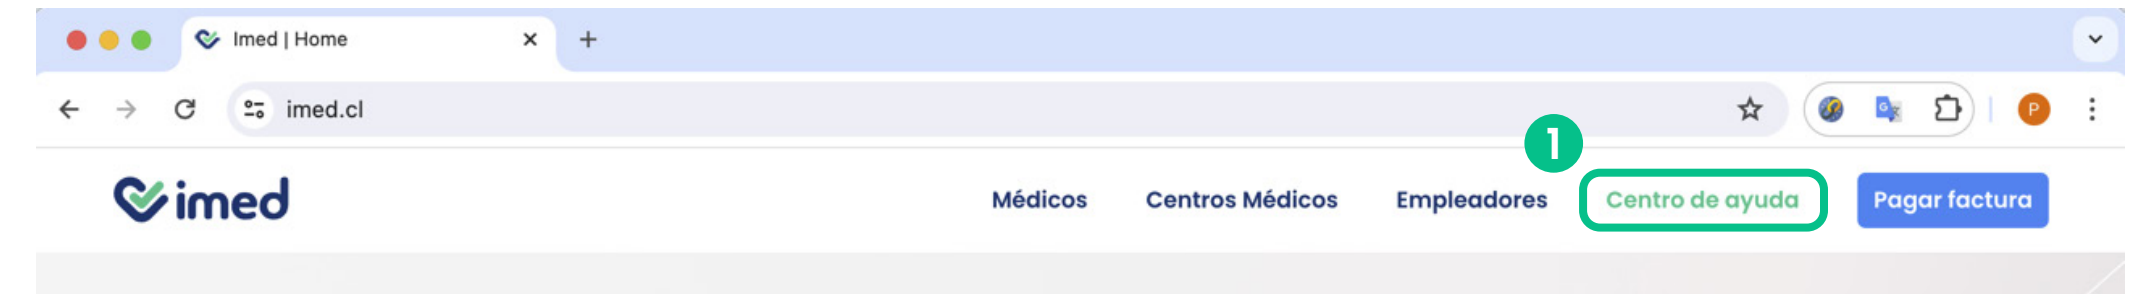 Imed | Home
imed.cl
P
1
imed
Médicos
Centros Médicos
Empleadores
Centro de ayuda
Pagar factura